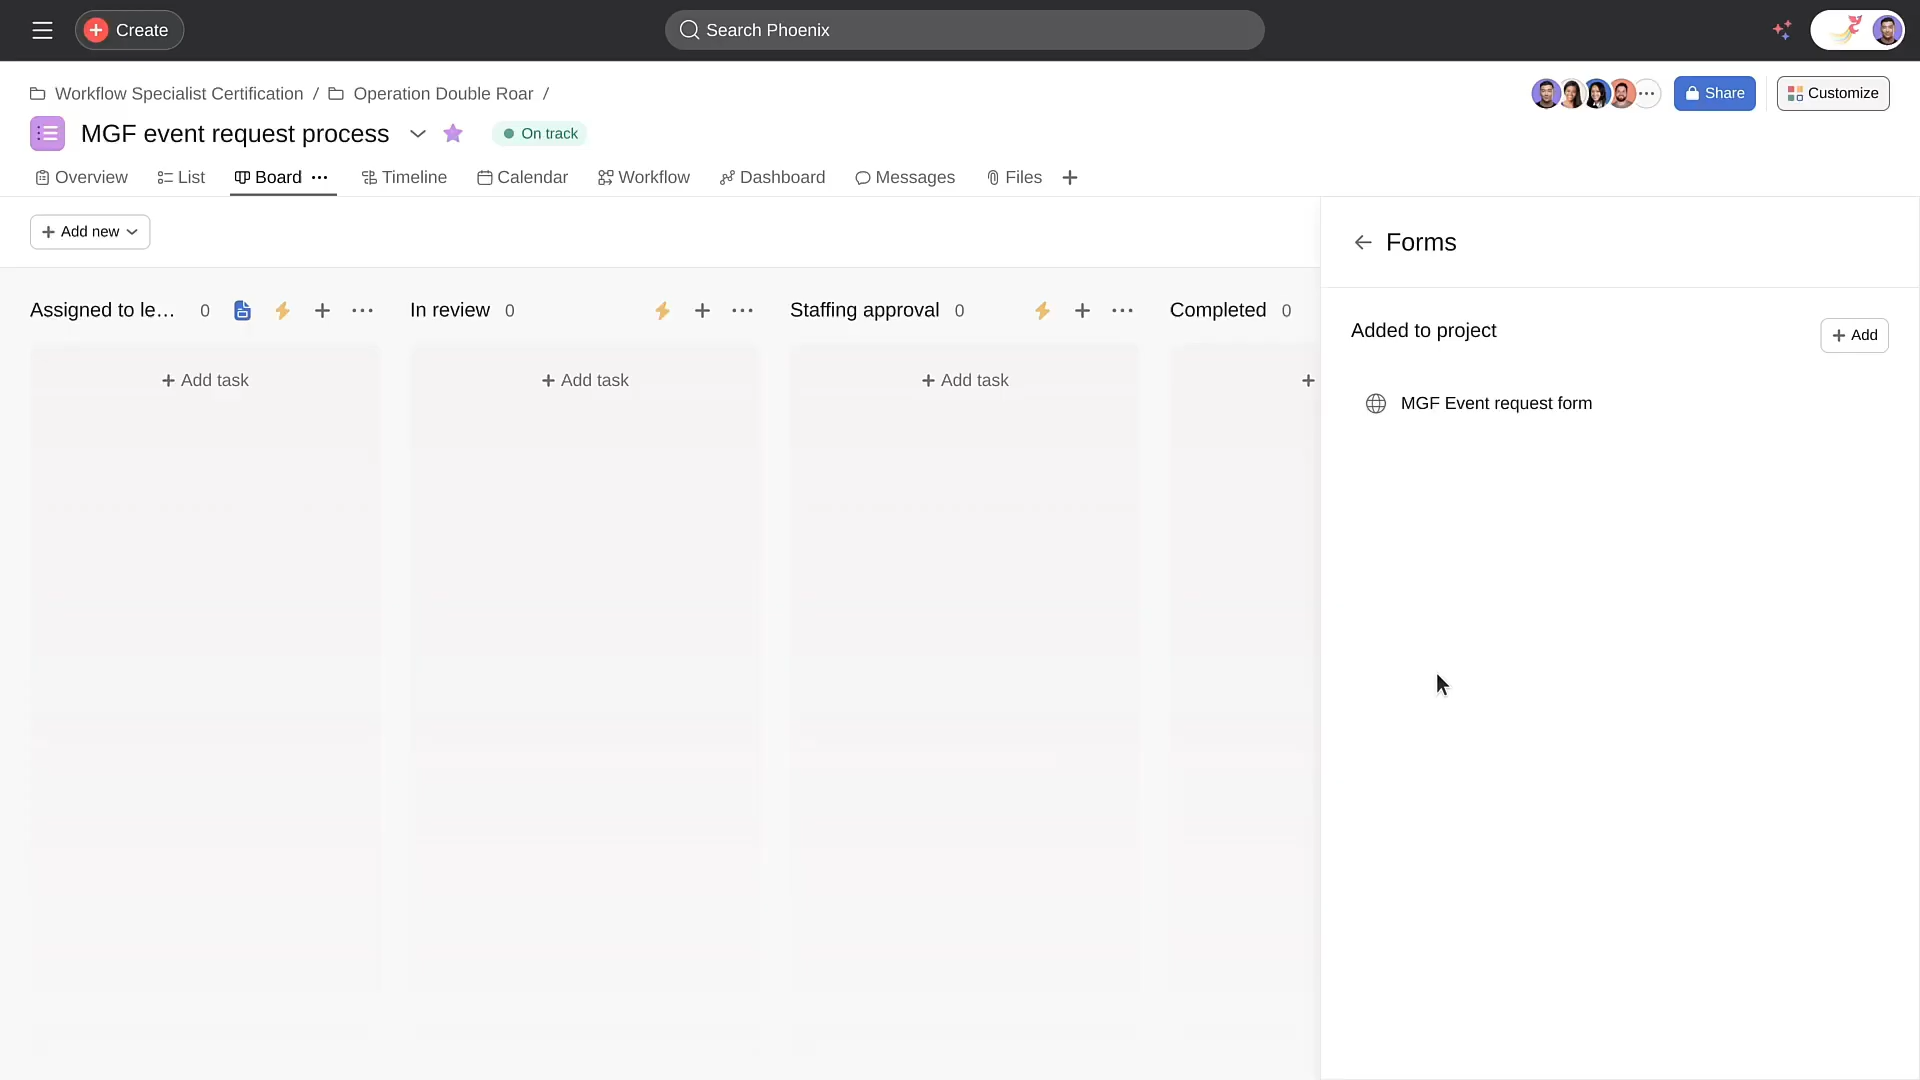 Create
Search Phoenix
Workflow Specialist Certification / Operation Double Roar /
Share
Customize
MGF event request process
On track
Overview
List
Board
Timeline
Calendar
Workflow
Dashboard
Messages
Files
Add new
Assigned to le... 0
In review 0
Staffing approval 0
Completed 0
+ Add task
+ Add task
+ Add task
+
Forms
Added to project
+ Add
MGF Event request form